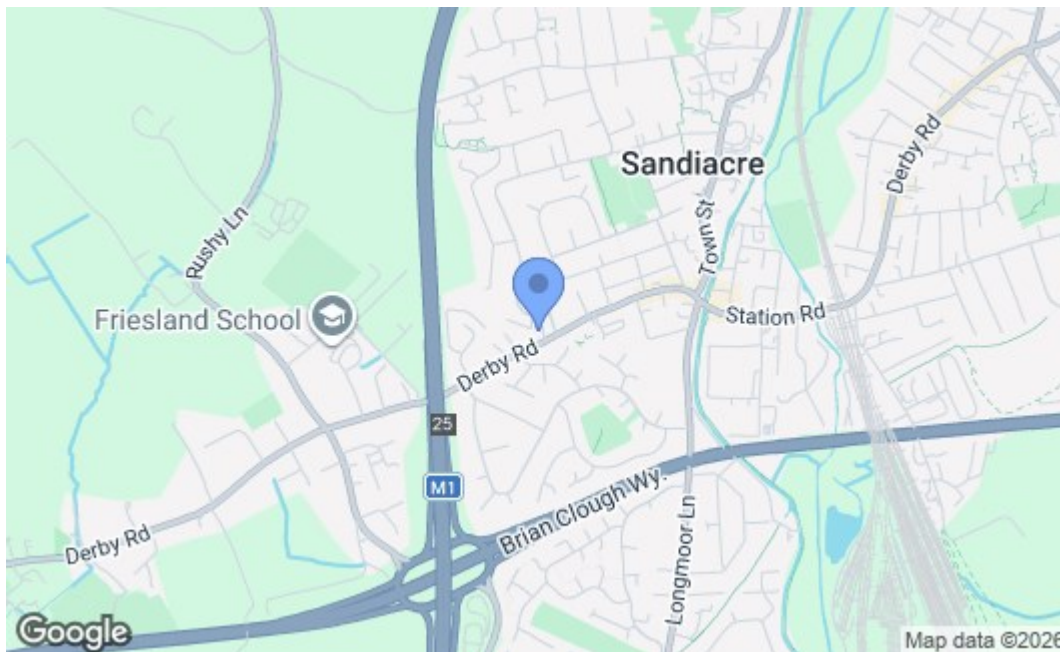 Sandiacre
Derby Rd
Rushy Ln
Town St
Friesland School
Station Rd
Derby Rd
25
M1
Brian Clough Wy.
Derby Rd
Longmoor Ln
Google
Map data ©2026